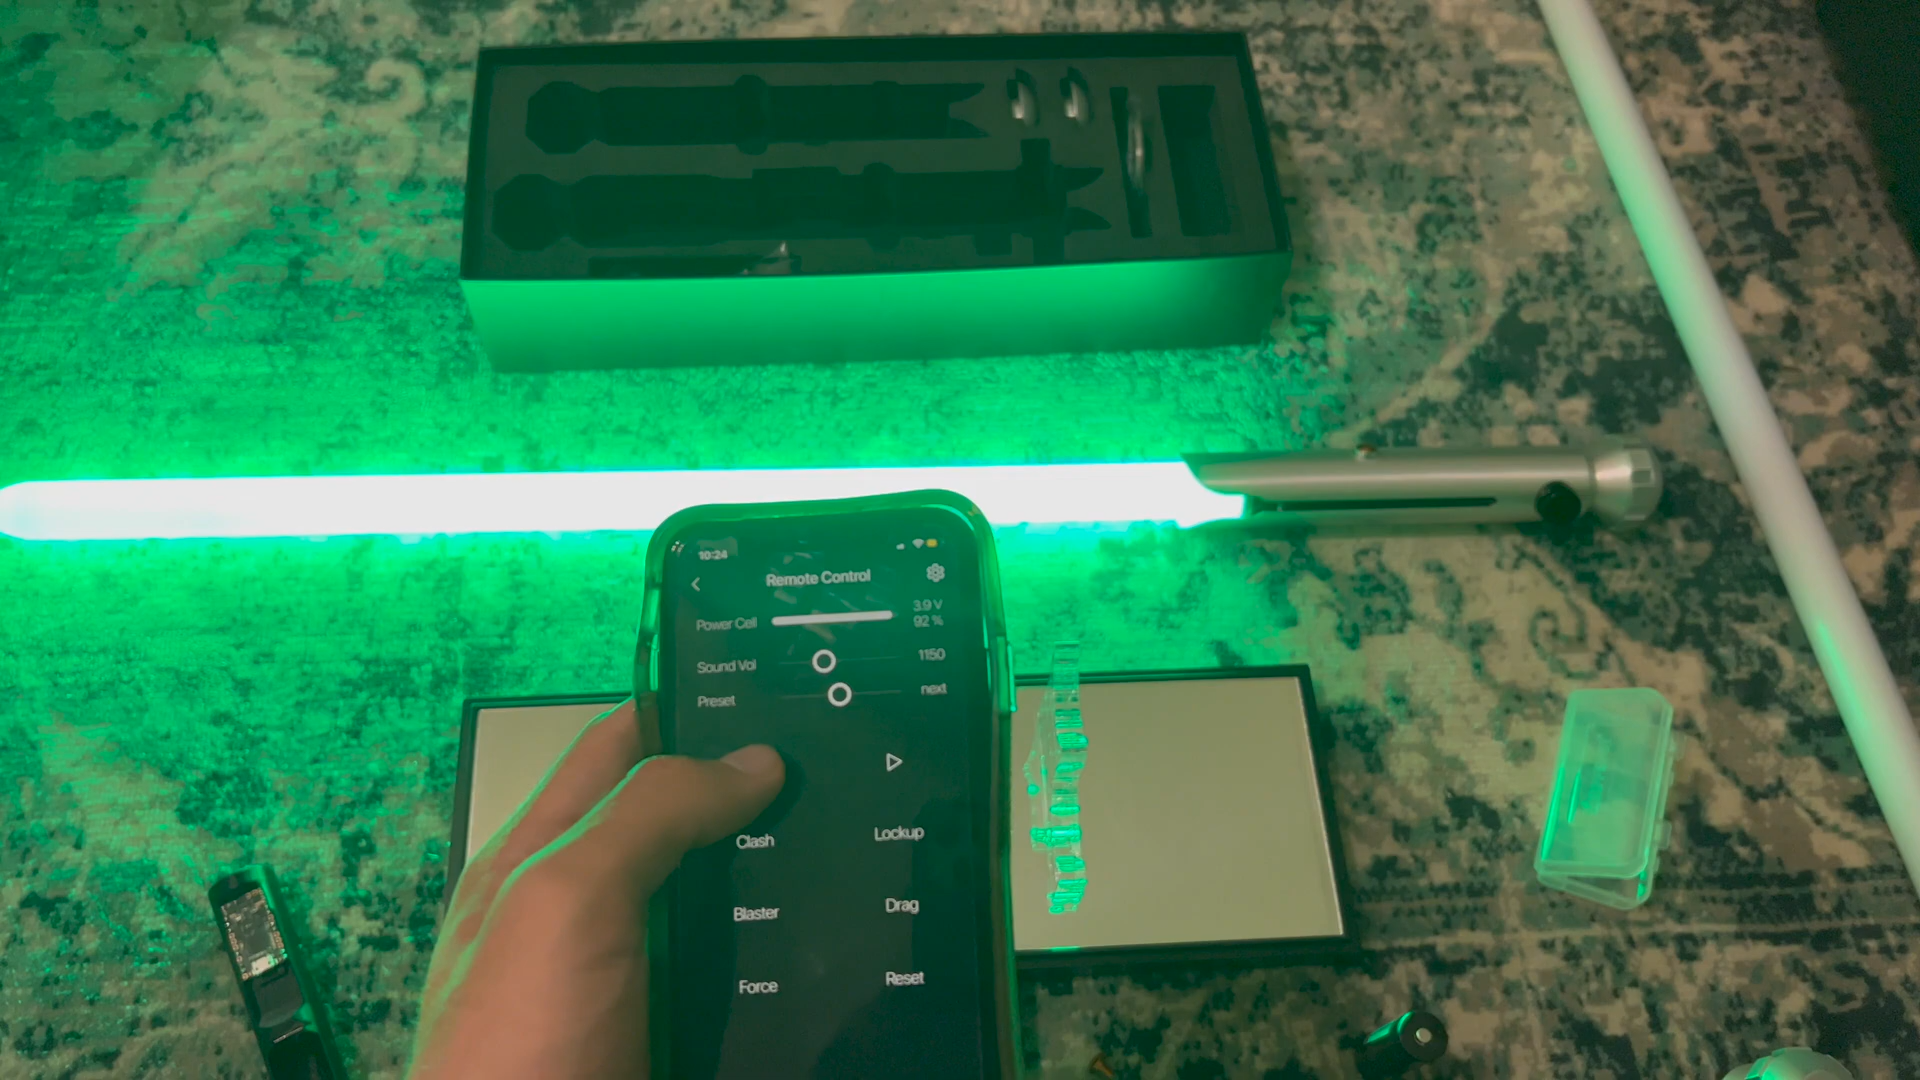 10:24
Remote Control
Power Cell
3.9 V
92 %
Sound Vol
1150
Preset
next
Clash
Lockup
Blaster
Drag
Force
Reset